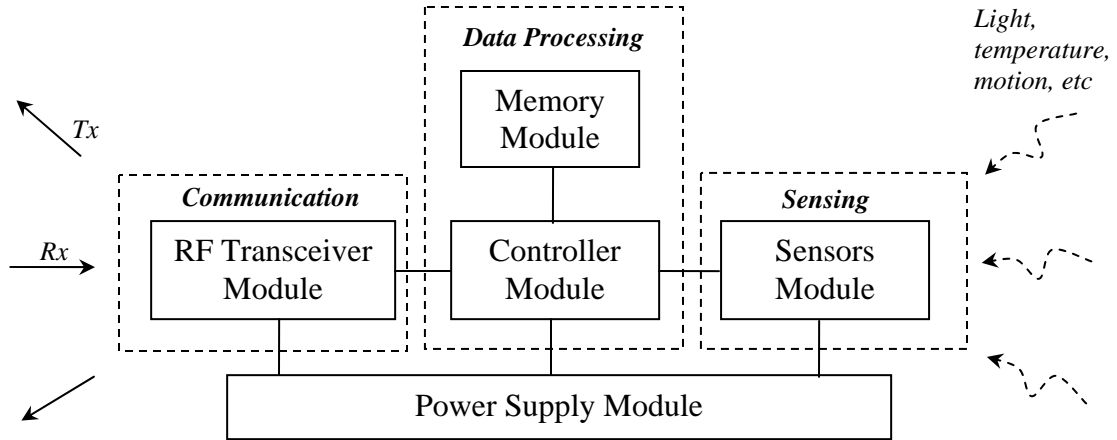 Data Processing
Light,
temperature,
motion, etc
Memory
Module
Tx
Communication
Sensing
Rx
RF Transceiver
Module
Controller
Module
Sensors
Module
Power Supply Module